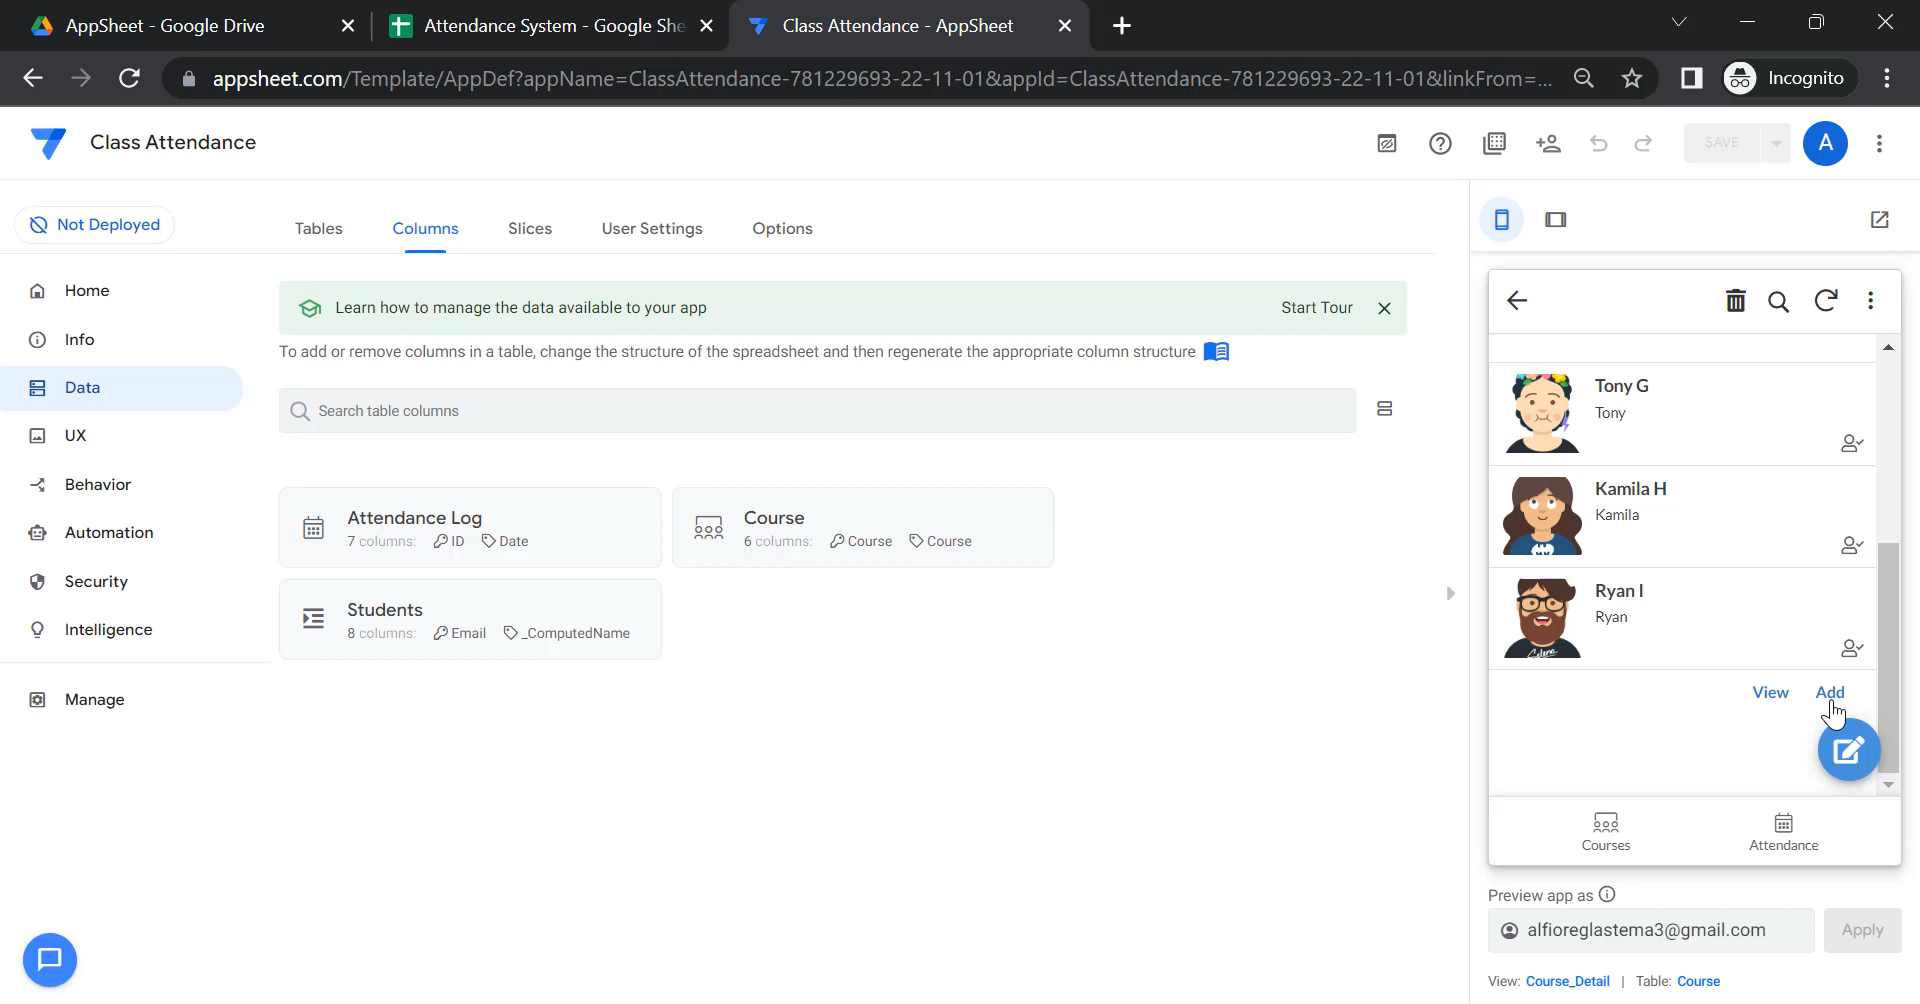 AppSheet - Google Drive
Attendance System - Google She
Class Attendance - AppSheet
appsheet.com/Template/AppDef?appName=ClassAttendance-781229693-22-11-01&appId=ClassAttendance-781229693-22-11-01&linkFrom=...
Incognito
Class Attendance
SAVE
A
Not Deployed
Tables
Columns
Slices
User Settings
Options
Home
Info
Data
UX
Behavior
Automation
Security
Intelligence
Manage
Learn how to manage the data available to your app
Start Tour
To add or remove columns in a table, change the structure of the spreadsheet and then regenerate the appropriate column structure
Search table columns
Attendance Log
7 columns: ID Date
Course
6 columns: Course Course
Students
8 columns: Email _ComputedName
Tony G
Tony
Kamila H
Kamila
Ryan I
Ryan
View Add
Courses
Attendance
Preview app as
alfioreglastema3@gmail.com
Apply
View: Course_Detail | Table: Course